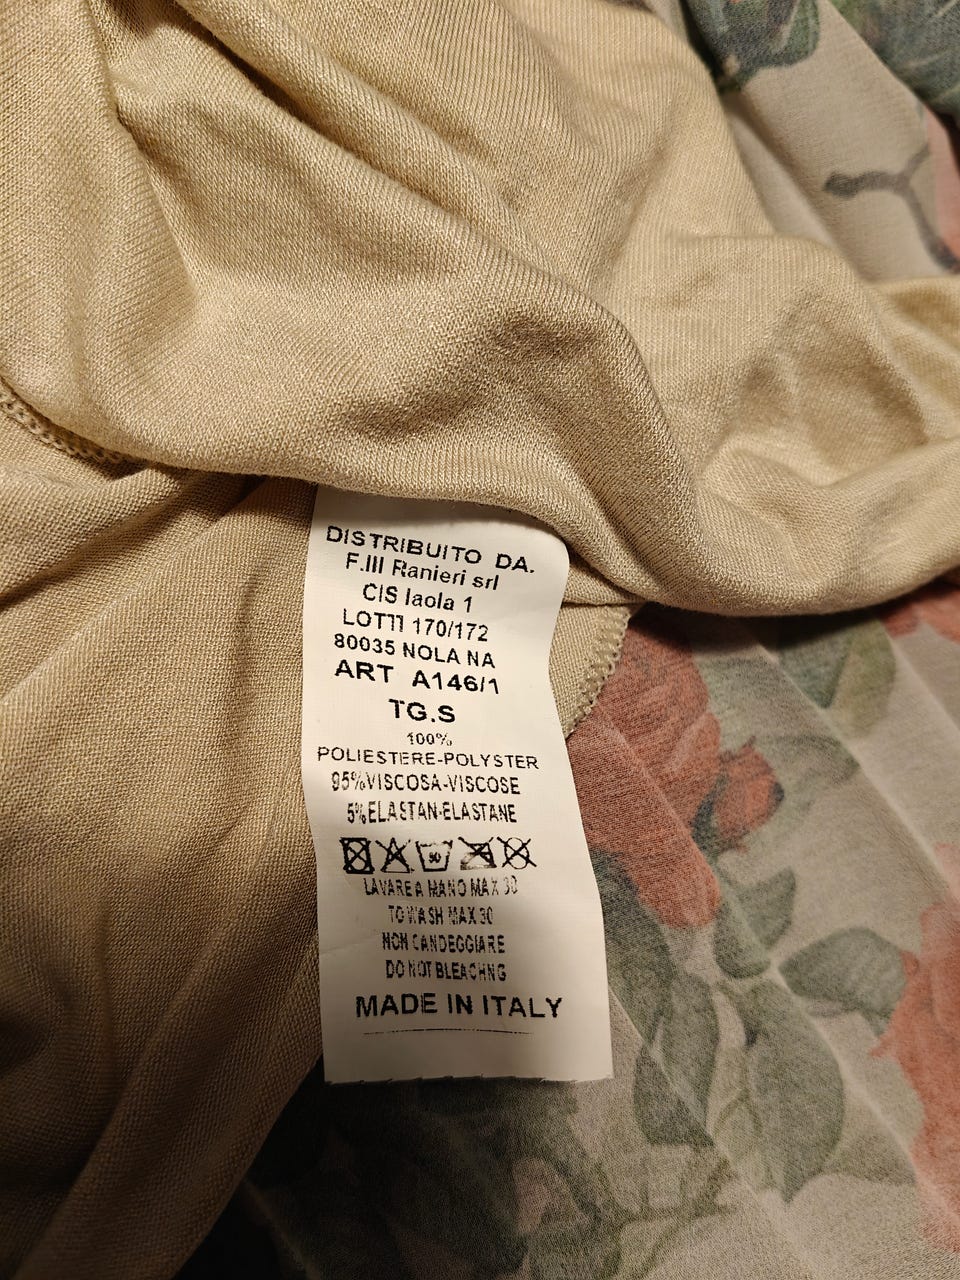 DISTRIBUITO DA.
F.lli Ranieri srl
CIS Isola 1
LOTTI 170/172
80035 NOLA NA
ART A146/1
TG.S
100%
POLIESTERE-POLYSTER
95%VISCOSA-VISCOSE
5%ELASTAN-ELASTANE
30
LAVARE A MANO MAX 30
TO WASH MAX 30
NON CANDEGGIARE
DO NOT BLEACHNG
MADE IN ITALY